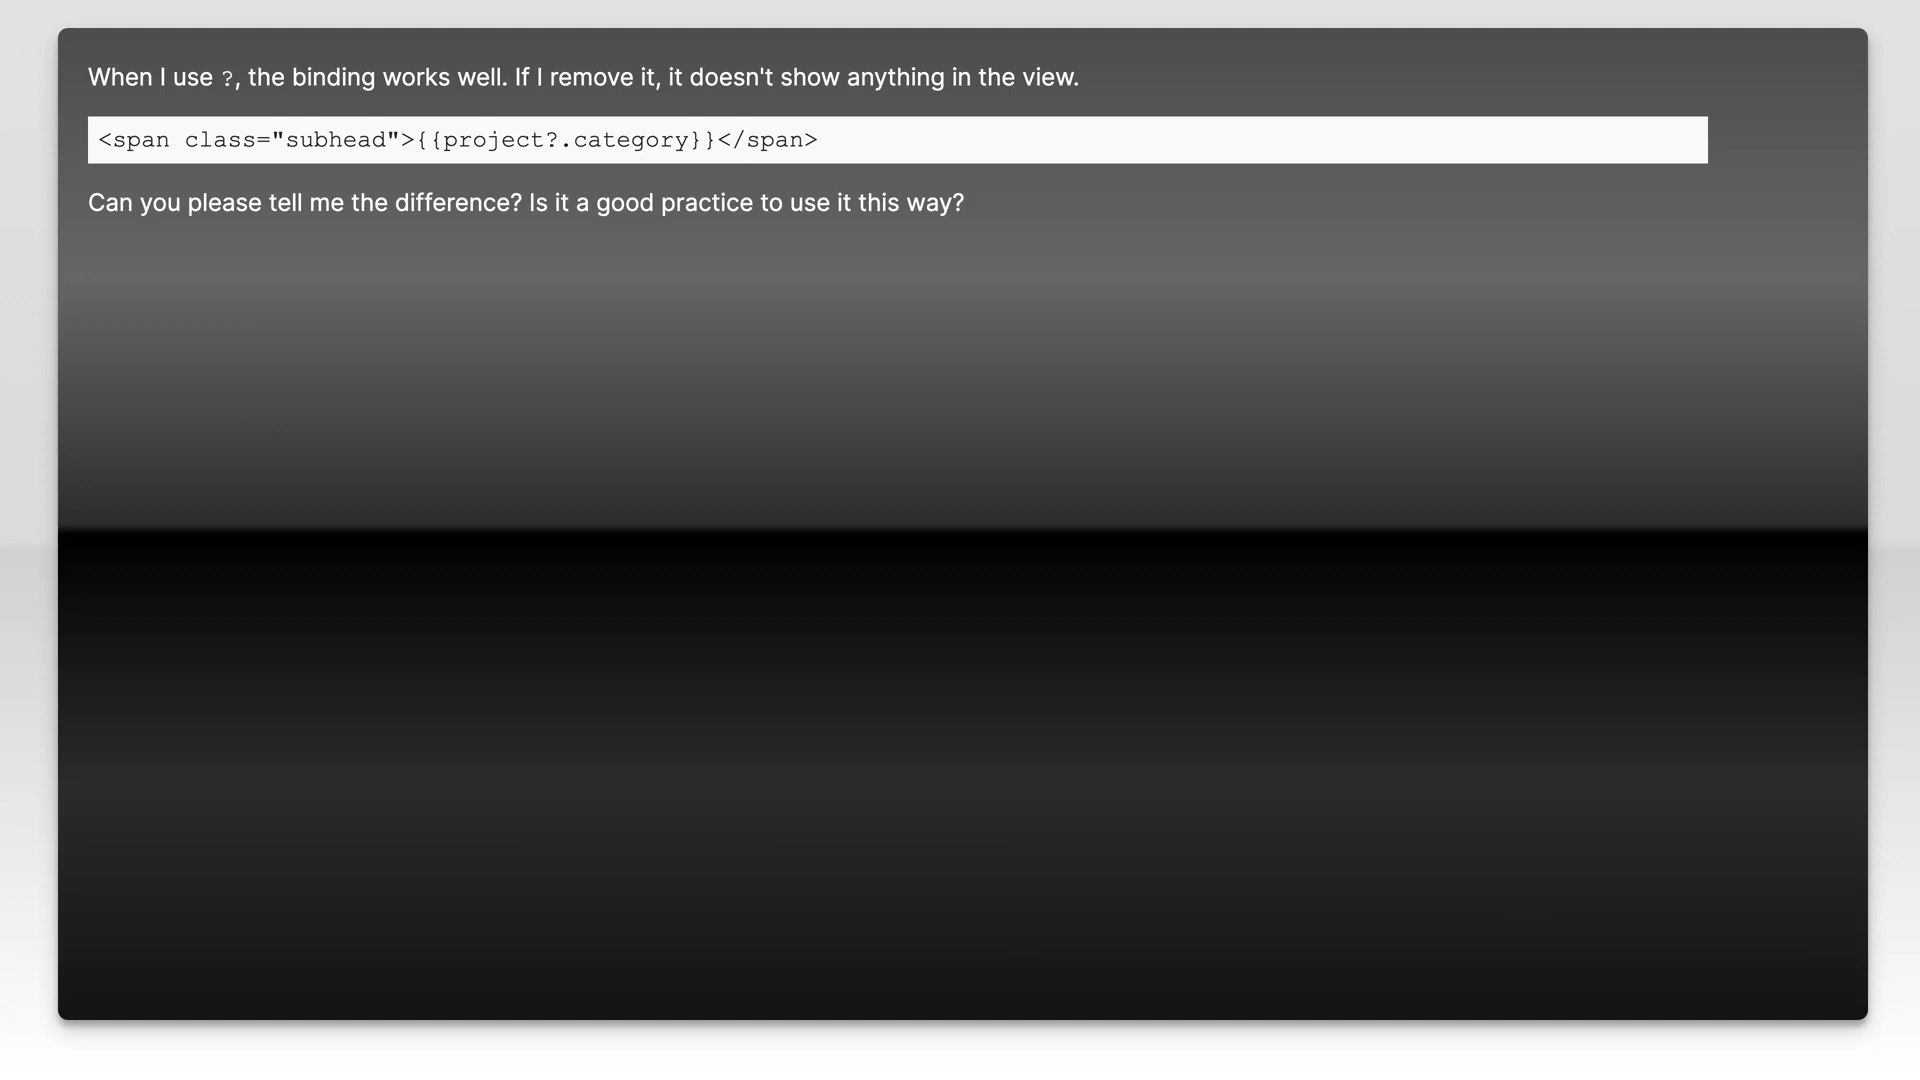 When I use ?, the binding works well. If I remove it, it doesn't show anything in the view.
<span class="subhead">{{project?.category}}</span>
Can you please tell me the difference? Is it a good practice to use it this way?